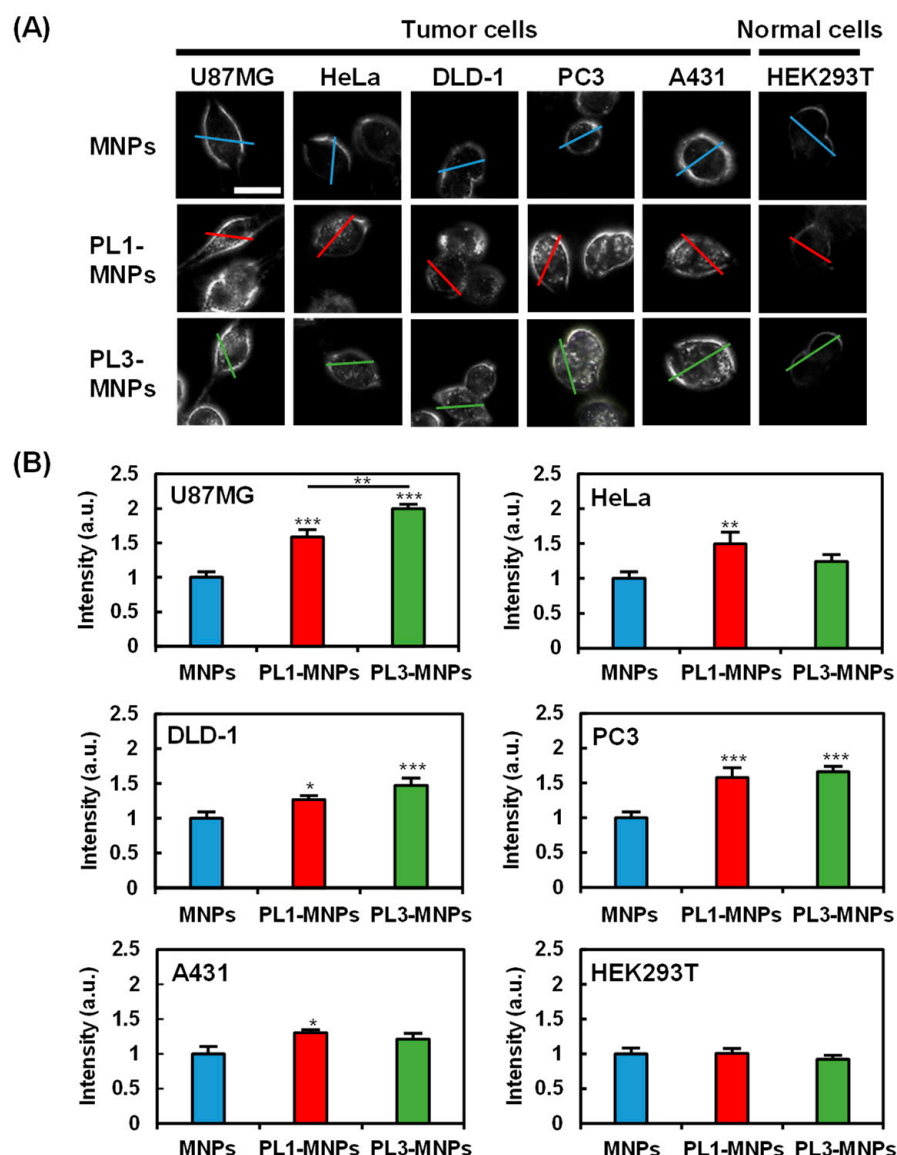 (A)
Tumor cells Normal cells
U87MG HeLa DLD-1 PC3 A431 HEK293T
MNPs
PL1-
MNPs
PL3-
MNPs
(B)
U87MG
Intensity (a.u.)
2.5
2
1.5
1
0.5
0
**
***
***
MNPs PL1-MNPs PL3-MNPs
HeLa
Intensity (a.u.)
2.5
2
1.5
1
0.5
0
**
MNPs PL1-MNPs PL3-MNPs
DLD-1
Intensity (a.u.)
2.5
2
1.5
1
0.5
0
*
***
MNPs PL1-MNPs PL3-MNPs
PC3
Intensity (a.u.)
2.5
2
1.5
1
0.5
0
***
***
MNPs PL1-MNPs PL3-MNPs
A431
Intensity (a.u.)
2.5
2
1.5
1
0.5
0
*
MNPs PL1-MNPs PL3-MNPs
HEK293T
Intensity (a.u.)
2.5
2
1.5
1
0.5
0
MNPs PL1-MNPs PL3-MNPs